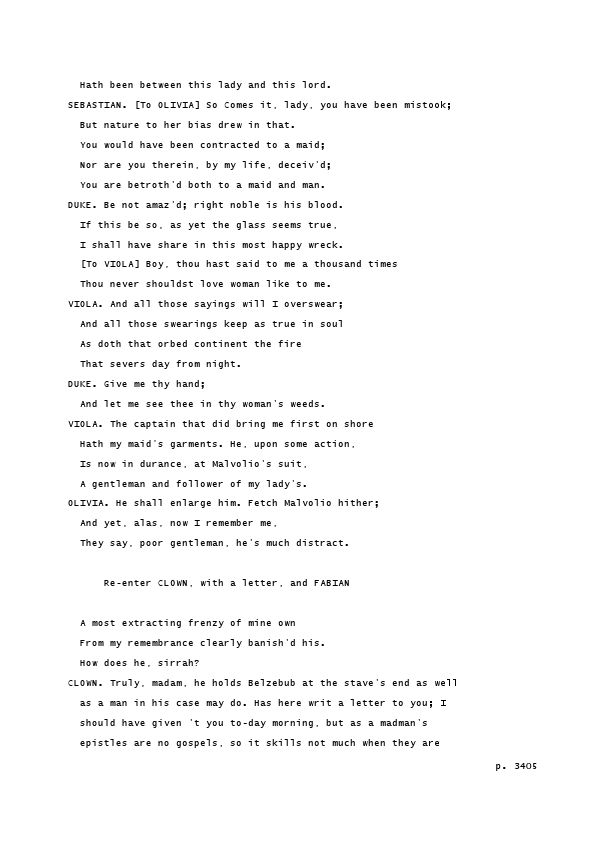 Hath been between this lady and this lord.
SEBASTIAN. [To OLIVIA] So Comes it, lady, you have been mistook;
But nature to her bias drew in that.
You would have been contracted to a maid;
Nor are you therein, by my life, deceiv'd;
You are betroth'd both to a maid and man.
DUKE. Be not amaz'd; right noble is his blood.
If this be so, as yet the glass seems true,
I shall have share in this most happy wreck.
[To VIOLA] Boy, thou hast said to me a thousand times
Thou never shouldst love woman like to me.
VIOLA. And all those sayings will I overswear;
And all those swearings keep as true in soul
As doth that orbed continent the fire
That severs day from night.
DUKE. Give me thy hand;
And let me see thee in thy woman's weeds.
VIOLA. The captain that did bring me first on shore
Hath my maid's garments. He, upon some action,
Is now in durance, at Malvolio's suit,
A gentleman and follower of my lady's.
OLIVIA. He shall enlarge him. Fetch Malvolio hither;
And yet, alas, now I remember me,
They say, poor gentleman, he's much distract.
Re-enter CLOWN, with a letter, and FABIAN
A most extracting frenzy of mine own
From my remembrance clearly banish'd his.
How does he, sirrah?
CLOWN. Truly, madam, he holds Belzebub at the stave's end as well
as a man in his case may do. Has here writ a letter to you; I
should have given 't you to-day morning, but as a madman's
epistles are no gospels, so it skills not much when they are
p. 3405